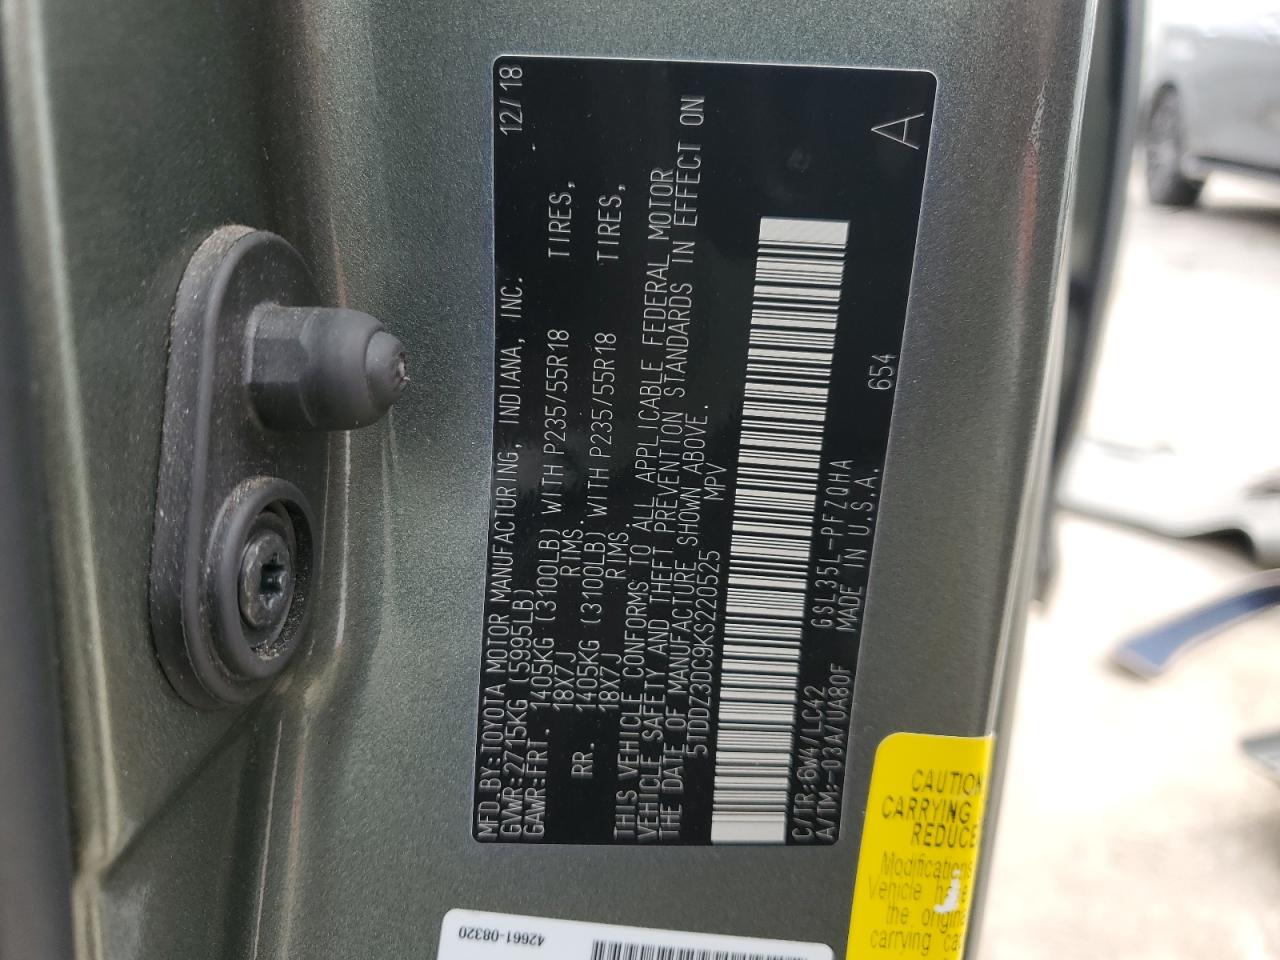 MFD.BY:TOYOTA MOTOR MANUFACTURING, INDIANA, INC. 12/18
GVWR:2715KG (5995LB)
GAWR:FRT. 1405KG (3100LB) WITH P235/55R18 TIRES,
18X7J RIMS.
RR. 1405KG (3100LB) WITH P235/55R18 TIRES,
18X7J RIMS.
THIS VEHICLE CONFORMS TO ALL APPLICABLE FEDERAL MOTOR
VEHICLE SAFETY AND THEFT PREVENTION STANDARDS IN EFFECT ON
THE DATE OF MANUFACTURE SHOWN ABOVE.
5TDDZ3DC9KS220525 MPV
C/TR:6W4/LC42 GSL35L-PFZQHA 654 A
A/TM:-03A/UA80F MADE IN U.S.A.
CAUTION
CARRYING
REDUCE
Modifications
Vehicle have
the original
carrying
42661-08320